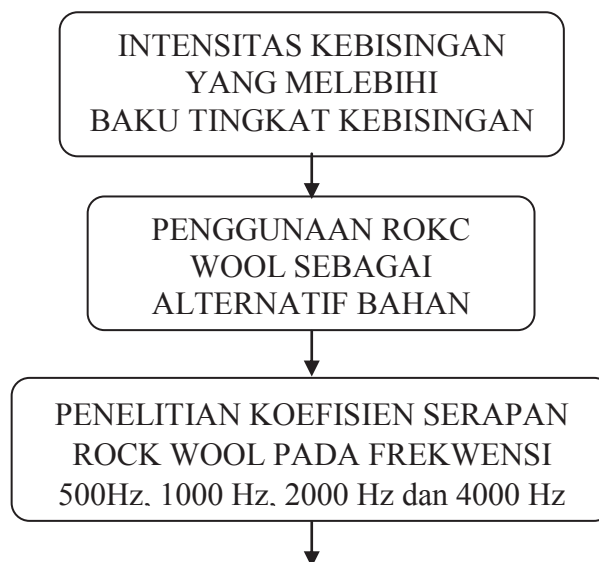 INTENSITAS KEBISINGAN
YANG MELEBIHI
BAKU TINGKAT KEBISINGAN
PENGGUNAAN ROKC
WOOL SEBAGAI
ALTERNATIF BAHAN
PENELITIAN KOEFISIEN SERAPAN
ROCK WOOL PADA FREKWENSI
500Hz, 1000 Hz, 2000 Hz dan 4000 Hz